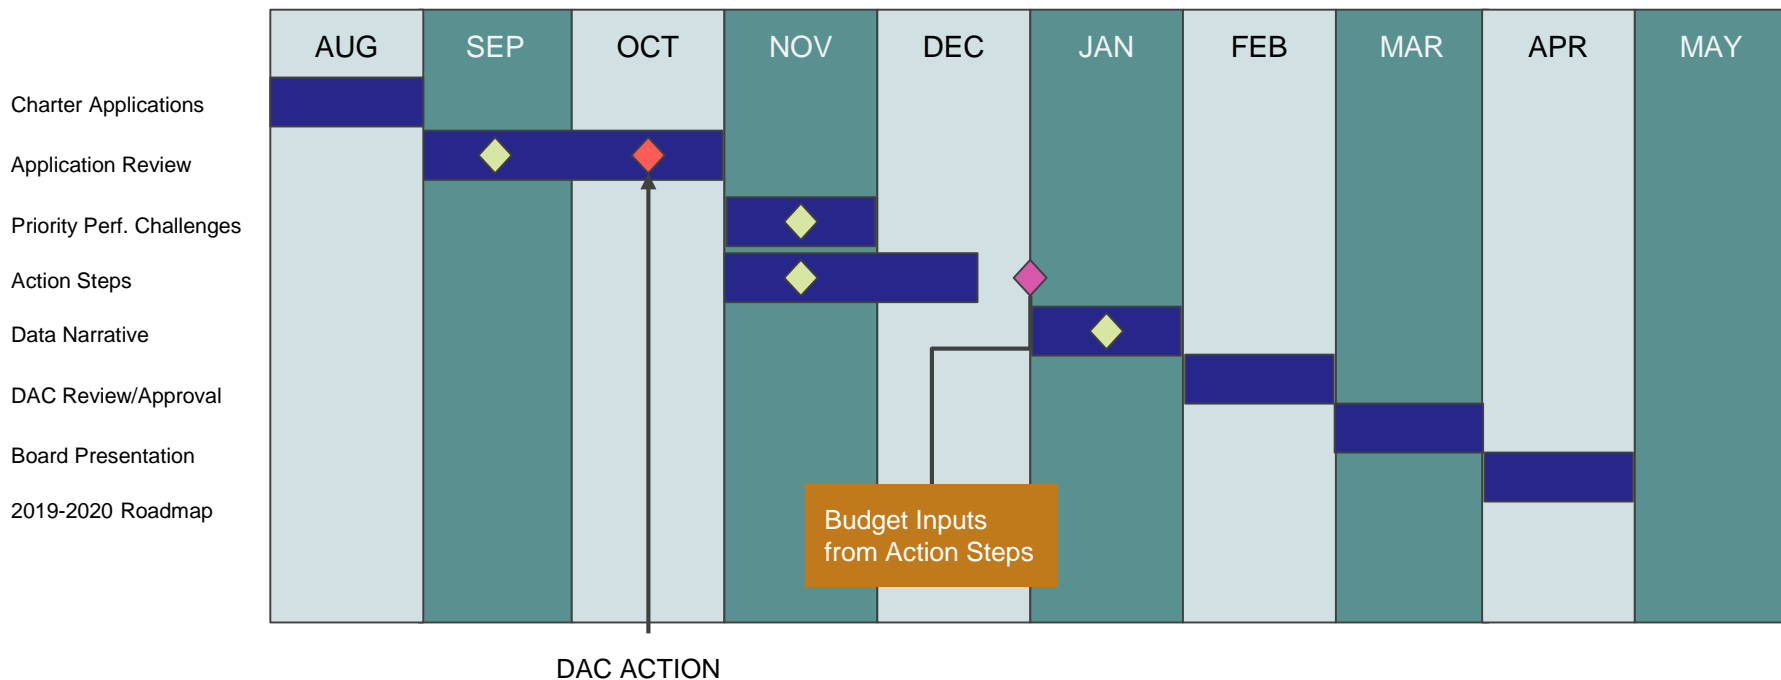 AUG SEP OCT NOV DEC JAN FEB MAR APR MAY
Charter Applications
Application Review
Priority Perf. Challenges
Action Steps
Data Narrative
DAC Review/Approval
Board Presentation
2019-2020 Roadmap
Budget Inputs
from Action Steps
DAC ACTION